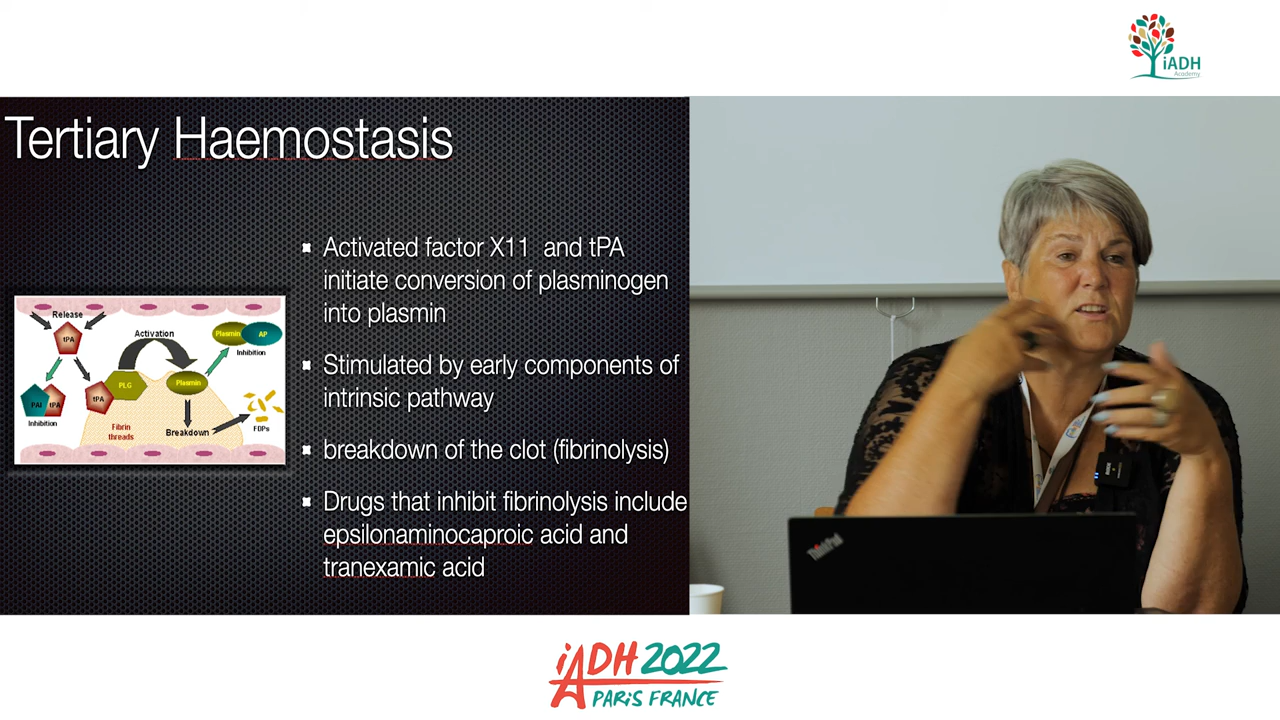 iADH
Academy
Tertiary Haemostasis
Activated factor X11 and tPA
initiate conversion of plasminogen
into plasmin
Stimulated by early components of
intrinsic pathway
breakdown of the clot (fibrinolysis)
Drugs that inhibit fibrinolysis include
epsilonaminocaproic acid and
tranexamic acid
Release
tPA
Activation
Plasmin
AP
Inhibition
PAI
tPA
Inhibition
tPA
PLG
Plasmin
Fibrin
threads
Breakdown
FDPs
ThinkPad
iADH 2022
PARIS FRANCE